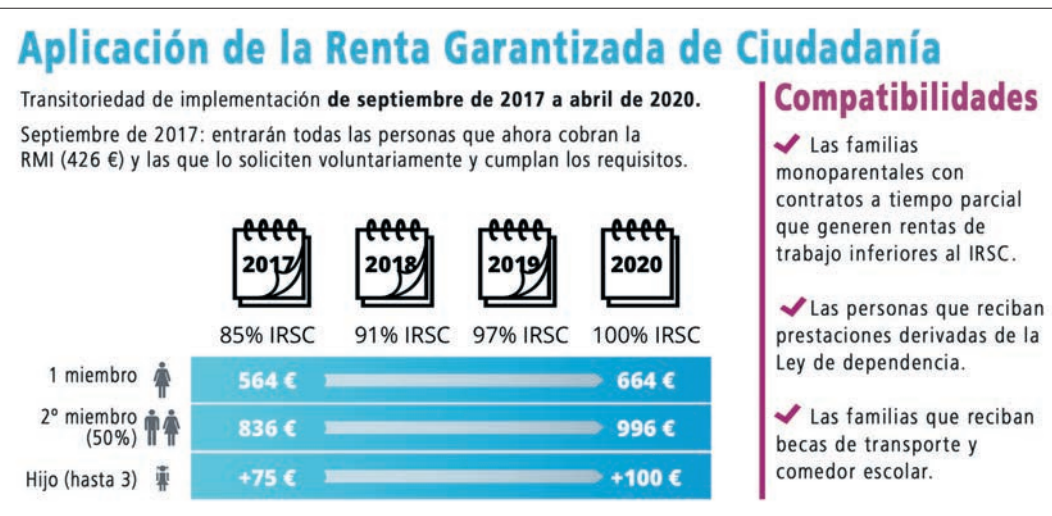 Aplicación de la Renta Garantizada de Ciudadanía
Transitoriedad de implementación de septiembre de 2017 a abril de 2020.
Septiembre de 2017: entrarán todas las personas que ahora cobran la
RMI (426 €) y las que lo soliciten voluntariamente y cumplan los requisitos.
2017 2018 2019 2020
85% IRSC 91% IRSC 97% IRSC 100% IRSC
1 miembro 564 € 664 €
2º miembro
(50%) 836 € 996 €
Hijo (hasta 3) +75 € +100 €
Compatibilidades
Las familias
monoparentales con
contratos a tiempo parcial
que generen rentas de
trabajo inferiores al IRSC.
Las personas que reciban
prestaciones derivadas de la
Ley de dependencia.
Las familias que reciban
becas de transporte y
comedor escolar.